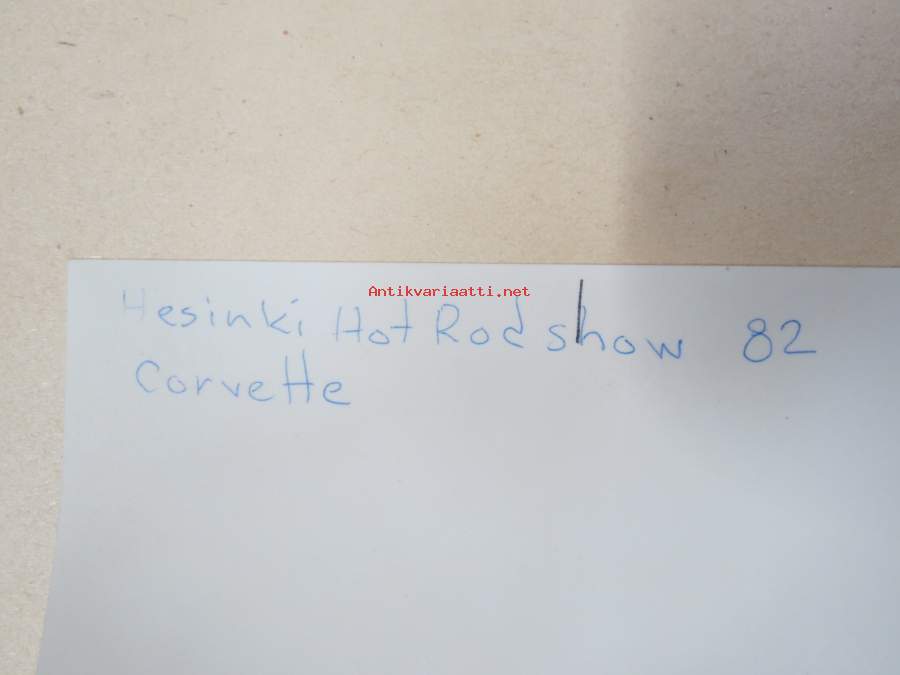 Antikvariaatti.net
Hesinki Hot Rod show 82
Corvette